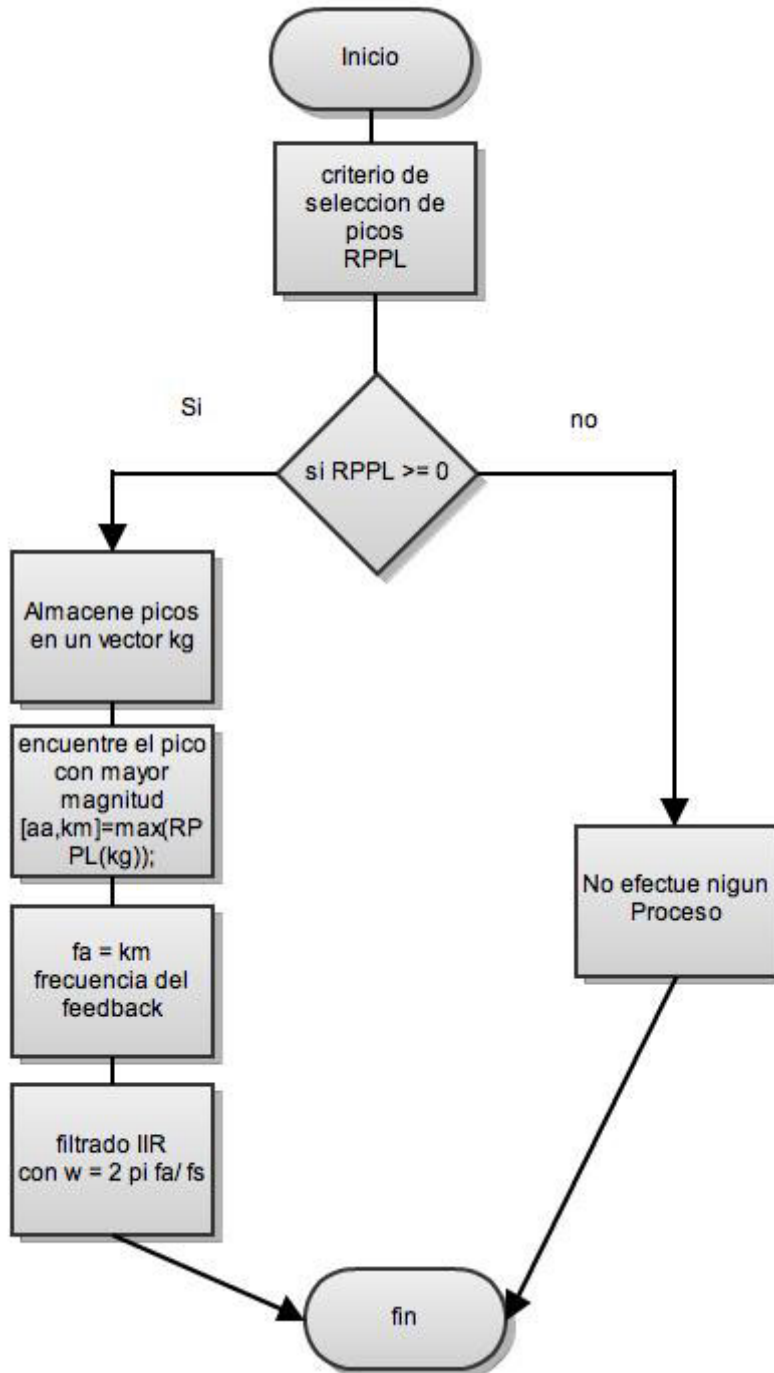 Inicio
criterio de
seleccion de
picos
RPPL
Si
no
si RPPL >= 0
Almacene picos
en un vector kg
encuentre el pico
con mayor
magnitud
[aa,km]=max(RP
PL(kg));
No efectue nigun
Proceso
fa = km
frecuencia del
feedback
filtrado IIR
con w = 2 pi fa/ fs
fin